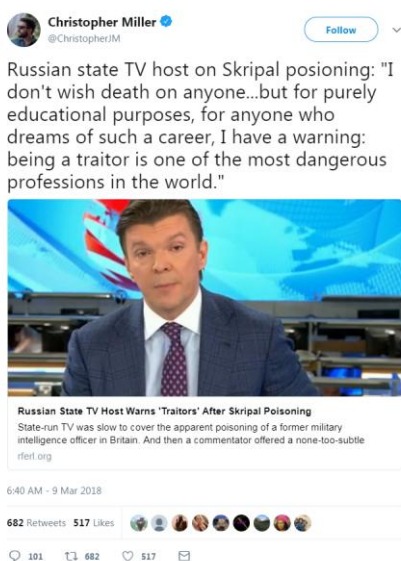 Christopher Miller
@ChristopherJM
Follow
Russian state TV host on Skripal posioning: "I
don't wish death on anyone...but for purely
educational purposes, for anyone who
dreams of such a career, I have a warning:
being a traitor is one of the most dangerous
professions in the world."
Russian State TV Host Warns 'Traitors' After Skripal Poisoning
State-run TV was slow to cover the apparent poisoning of a former military
intelligence officer in Britain. And then a commentator offered a none-too-subtle
rferl.org
6:40 AM - 9 Mar 2018
682 Retweets 517 Likes
101 682 517